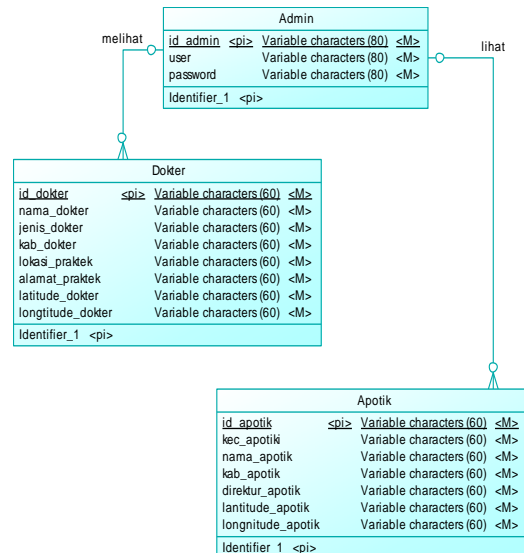 Admin
id_admin <pi> Variable characters (80) <M>
user Variable characters (80) <M>
password Variable characters (80) <M>
Identifier_1 <pi>
melihat
lihat
Dokter
id_dokter <pi> Variable characters (60) <M>
nama_dokter Variable characters (60) <M>
jenis_dokter Variable characters (60) <M>
kab_dokter Variable characters (60) <M>
lokasi_praktek Variable characters (60) <M>
alamat_praktek Variable characters (60) <M>
latitude_dokter Variable characters (60) <M>
longtitude_dokter Variable characters (60) <M>
Identifier_1 <pi>
Apotik
id_apotik <pi> Variable characters (60) <M>
kec_apotiki Variable characters (60) <M>
nama_apotik Variable characters (60) <M>
kab_apotik Variable characters (60) <M>
direktur_apotik Variable characters (60) <M>
lantitude_apotik Variable characters (60) <M>
longnitude_apotik Variable characters (60) <M>
Identifier_1 <pi>